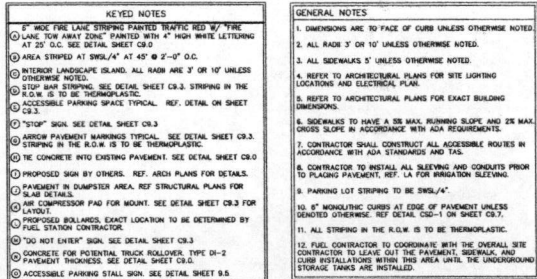 KEYED NOTES
6" WIDE FIRE LANE STRIPING PAINTED TRAFFIC RED W/ "FIRE
A LANE TOW AWAY ZONE" PAINTED WITH 4" HIGH WHITE LETTERING
AT 25' O.C. SEE DETAIL SHEET C9.0
B AREA STRIPED AT SWSL/4" AT 45° @ 2'-0" O.C.
C INTERIOR LANDSCAPE ISLAND. ALL RADII ARE 3' OR 10' UNLESS
OTHERWISE NOTED.
D STOP BAR STRIPING. SEE DETAIL SHEET C9.3. STRIPING IN THE
R.O.W. IS TO BE THERMOPLASTIC.
E ACCESSIBLE PARKING SPACE TYPICAL. REF. DETAIL ON SHEET
C9.3.
F "STOP" SIGN. SEE DETAIL SHEET C9.3
G ARROW PAVEMENT MARKINGS TYPICAL. SEE DETAIL SHEET C9.3.
STRIPING IN THE R.O.W. IS TO BE THERMOPLASTIC.
H TIE CONCRETE INTO EXISTING PAVEMENT. SEE DETAIL SHEET C9.0
I PROPOSED SIGN BY OTHERS. REF. ARCH PLANS FOR DETAILS.
J PAVEMENT IN DUMPSTER AREA. REF STRUCTURAL PLANS FOR
SLAB DETAILS.
K AIR COMPRESSOR PAD FOR MOUNT. SEE DETAIL SHEET C9.3 FOR
LAYOUT.
L PROPOSED BOLLARDS, EXACT LOCATION TO BE DETERMINED BY
FUEL STATION CONTRACTOR.
M "DO NOT ENTER" SIGN. SEE DETAIL SHEET C9.3
N CONCRETE FOR POTENTIAL TRUCK ROLLOVER. TYPE DI-2
PAVEMENT THICKNESS. SEE DETAIL SHEET C9.0.
O ACCESSIBLE PARKING STALL SIGN. SEE DETAIL SHEET 9.5
GENERAL NOTES
1. DIMENSIONS ARE TO FACE OF CURB UNLESS OTHERWISE NOTED.
2. ALL RADII 3' OR 10' UNLESS OTHERWISE NOTED.
3. ALL SIDEWALKS 5' UNLESS OTHERWISE NOTED.
4. REFER TO ARCHITECTURAL PLANS FOR SITE LIGHTING
LOCATIONS AND ELECTRICAL PLAN.
5. REFER TO ARCHITECTURAL PLANS FOR EXACT BUILDING
DIMENSIONS.
6. SIDEWALKS TO HAVE A 5% MAX. RUNNING SLOPE AND 2% MAX.
CROSS SLOPE IN ACCORDANCE WITH ADA REQUIREMENTS.
7. CONTRACTOR SHALL CONSTRUCT ALL ACCESSIBLE ROUTES IN
ACCORDANCE WITH ADA STANDARDS AND TAS.
8. CONTRACTOR TO INSTALL ALL SLEEVING AND CONDUITS PRIOR
TO PLACING PAVEMENT, REF. LA FOR IRRIGATION SLEEVING.
9. PARKING LOT STRIPING TO BE SWSL/4".
10. 6" MONOLITHIC CURBS AT EDGE OF PAVEMENT UNLESS
DENOTED OTHERWISE. REF DETAIL CSD-1 ON SHEET C9.7.
11. ALL STRIPING IN THE R.O.W. IS TO BE THERMOPLASTIC.
12. FUEL CONTRACTOR TO COORDINATE WITH THE OVERALL SITE
CONTRACTOR TO LEAVE OUT THE PAVEMENT, SIDEWALK, AND
CURB INSTALLATIONS WITHIN THIS AREA UNTIL THE UNDERGROUND
STORAGE TANKS ARE INSTALLED.